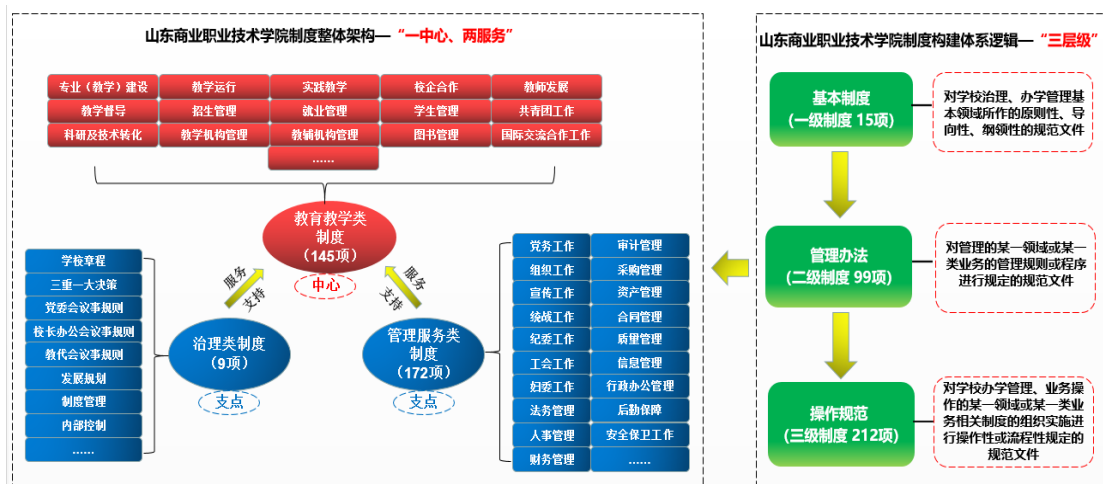 山东商业职业技术学院制度整体架构—“一中心、两服务”
专业（教学）建设
教学运行
实践教学
校企合作
教师发展
教学督导
招生管理
就业管理
学生管理
共青团工作
科研及技术转化
教学机构管理
教辅机构管理
图书管理
国际交流合作工作
……
教育教学类
制度
（145项）
中心
服务
支持
服务
支持
学校章程
三重一大决策
党委会议事规则
校长办公会议事规则
教代会议事规则
发展规划
制度管理
内部控制
……
治理类制度
（9项）
支点
管理服务类
制度
（172项）
支点
党务工作
审计管理
组织工作
采购管理
宣传工作
资产管理
统战工作
合同管理
纪委工作
质量管理
工会工作
信息管理
妇委工作
行政办公管理
法务管理
后勤保障
人事管理
安全保卫工作
财务管理
……
山东商业职业技术学院制度构建体系逻辑—“三层级”
基本制度
（一级制度 15项）
对学校治理、办学管理基
本领域所作的原则性、导
向性、纲领性的规范文件
管理办法
（二级制度 99项）
对管理的某一领域或某一
类业务的管理规则或程序
进行规定的规范文件
操作规范
（三级制度 212项）
对学校办学管理、业务操
作的某一领域或某一类业
务相关制度的组织实施进
行操作性或流程性规定的
规范文件